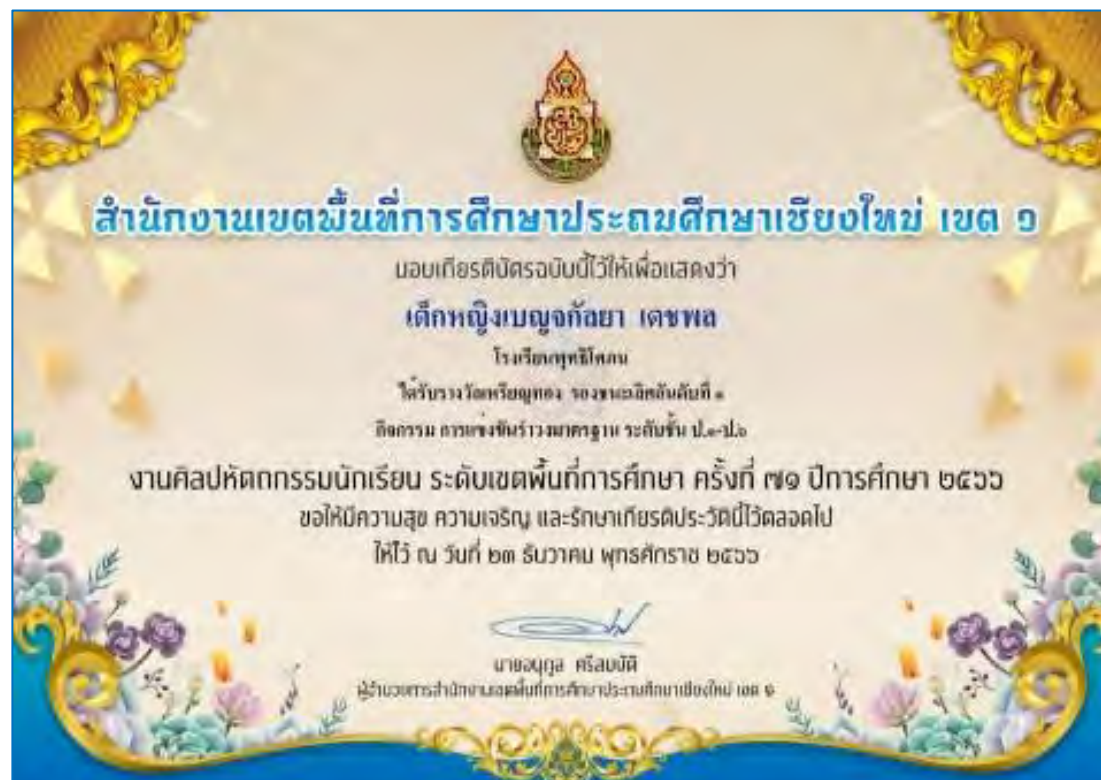 สำนักงานเขตพื้นที่การศึกษาประถมศึกษาเชียงใหม่ เขต ๑
มอบเกียรติบัตรฉบับนี้ไว้ให้เพื่อแสดงว่า
เด็กหญิงเบญจกัลยา เดชพล
โรงเรียนพุทธิโศภน
ได้รับรางวัลเหรียญทอง รองชนะเลิศอันดับที่ ๑
กิจกรรม การแข่งขันรำวงมาตรฐาน ระดับชั้น ป.๑-ป.๖
งานศิลปหัตถกรรมนักเรียน ระดับเขตพื้นที่การศึกษา ครั้งที่ ๗๑ ปีการศึกษา ๒๕๖๖
ขอให้มีความสุข ความเจริญ และรักษาเกียรติประวัตินี้ไว้ตลอดไป
ให้ไว้ ณ วันที่ ๒๓ ธันวาคม พุทธศักราช ๒๕๖๖
นายอนุกูล ศรีสมบัติ
ผู้อำนวยการสำนักงานเขตพื้นที่การศึกษาประถมศึกษาเชียงใหม่ เขต ๑